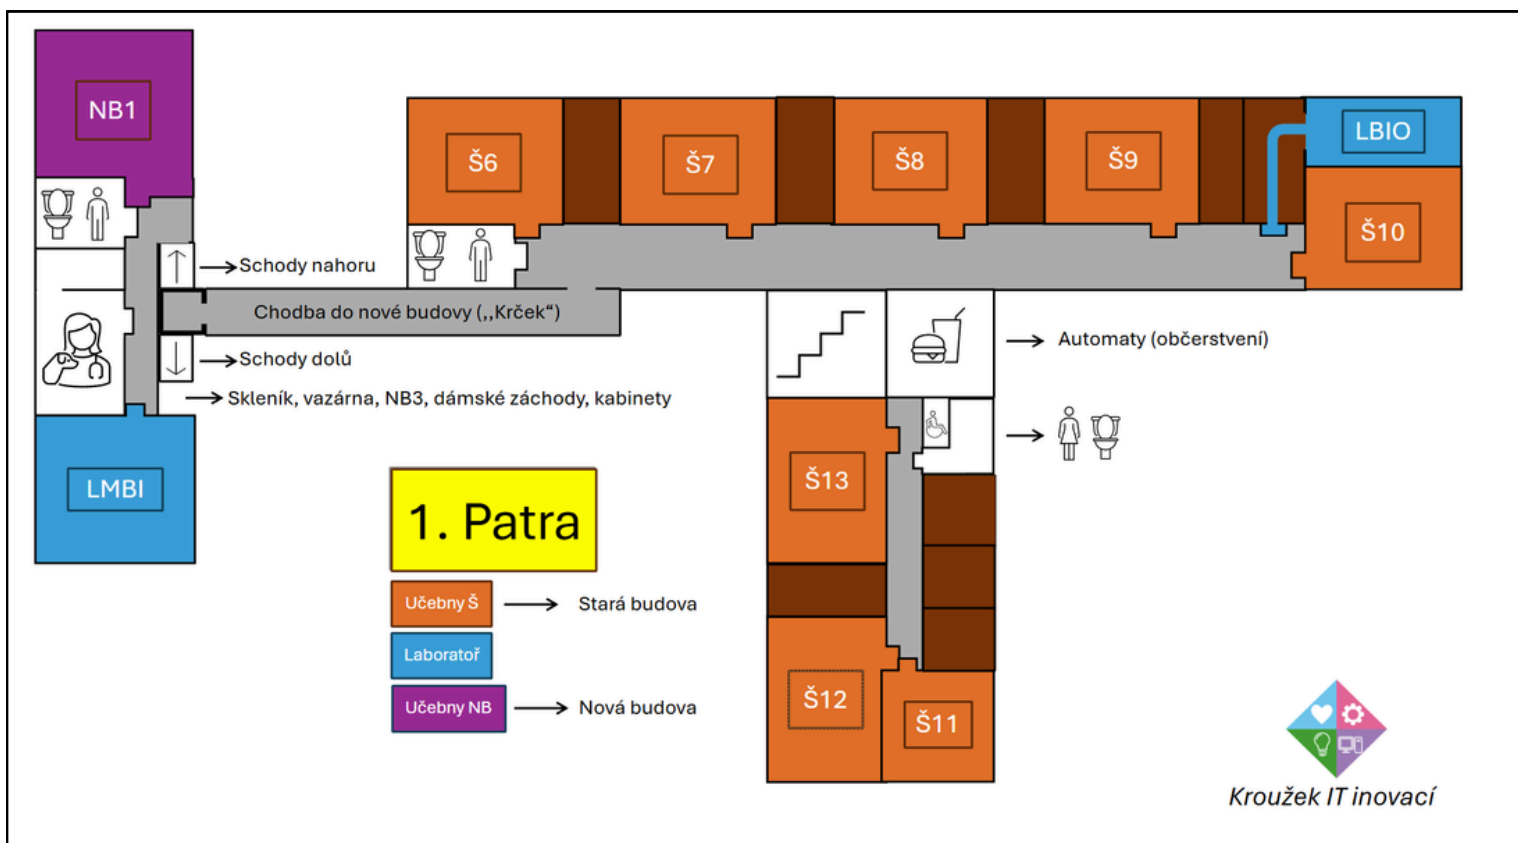 NB1
Š6
Š7
Š8
Š9
LBIO
Š10
Schody nahoru
Chodba do nové budovy (,,Krček“)
Schody dolů
Automaty (občerstvení)
Skleník, vazárna, NB3, dámské záchody, kabinety
LMBI
Š13
1. Patra
Učebny Š
Stará budova
Laboratoř
Učebny NB
Nová budova
Š12
Š11
Kroužek IT inovací